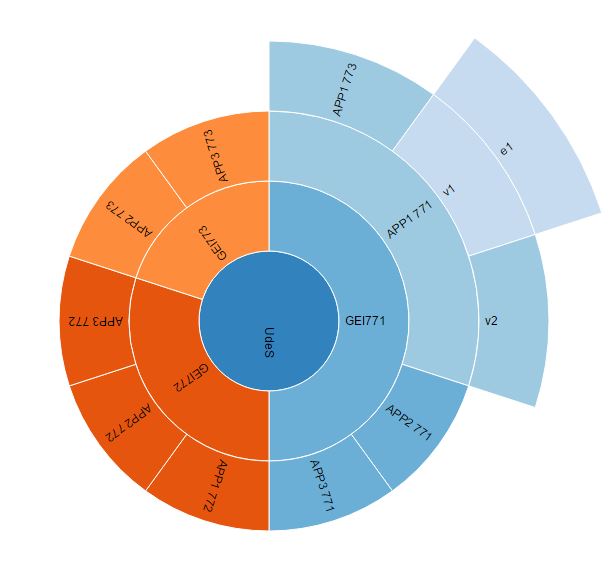 UdeS
GEI771
APP1 771
APP1 773
v1
e1
v2
APP2 771
APP3 771
GEI772
APP1 772
APP2 772
APP3 772
GEI773
APP2 773
APP3 773